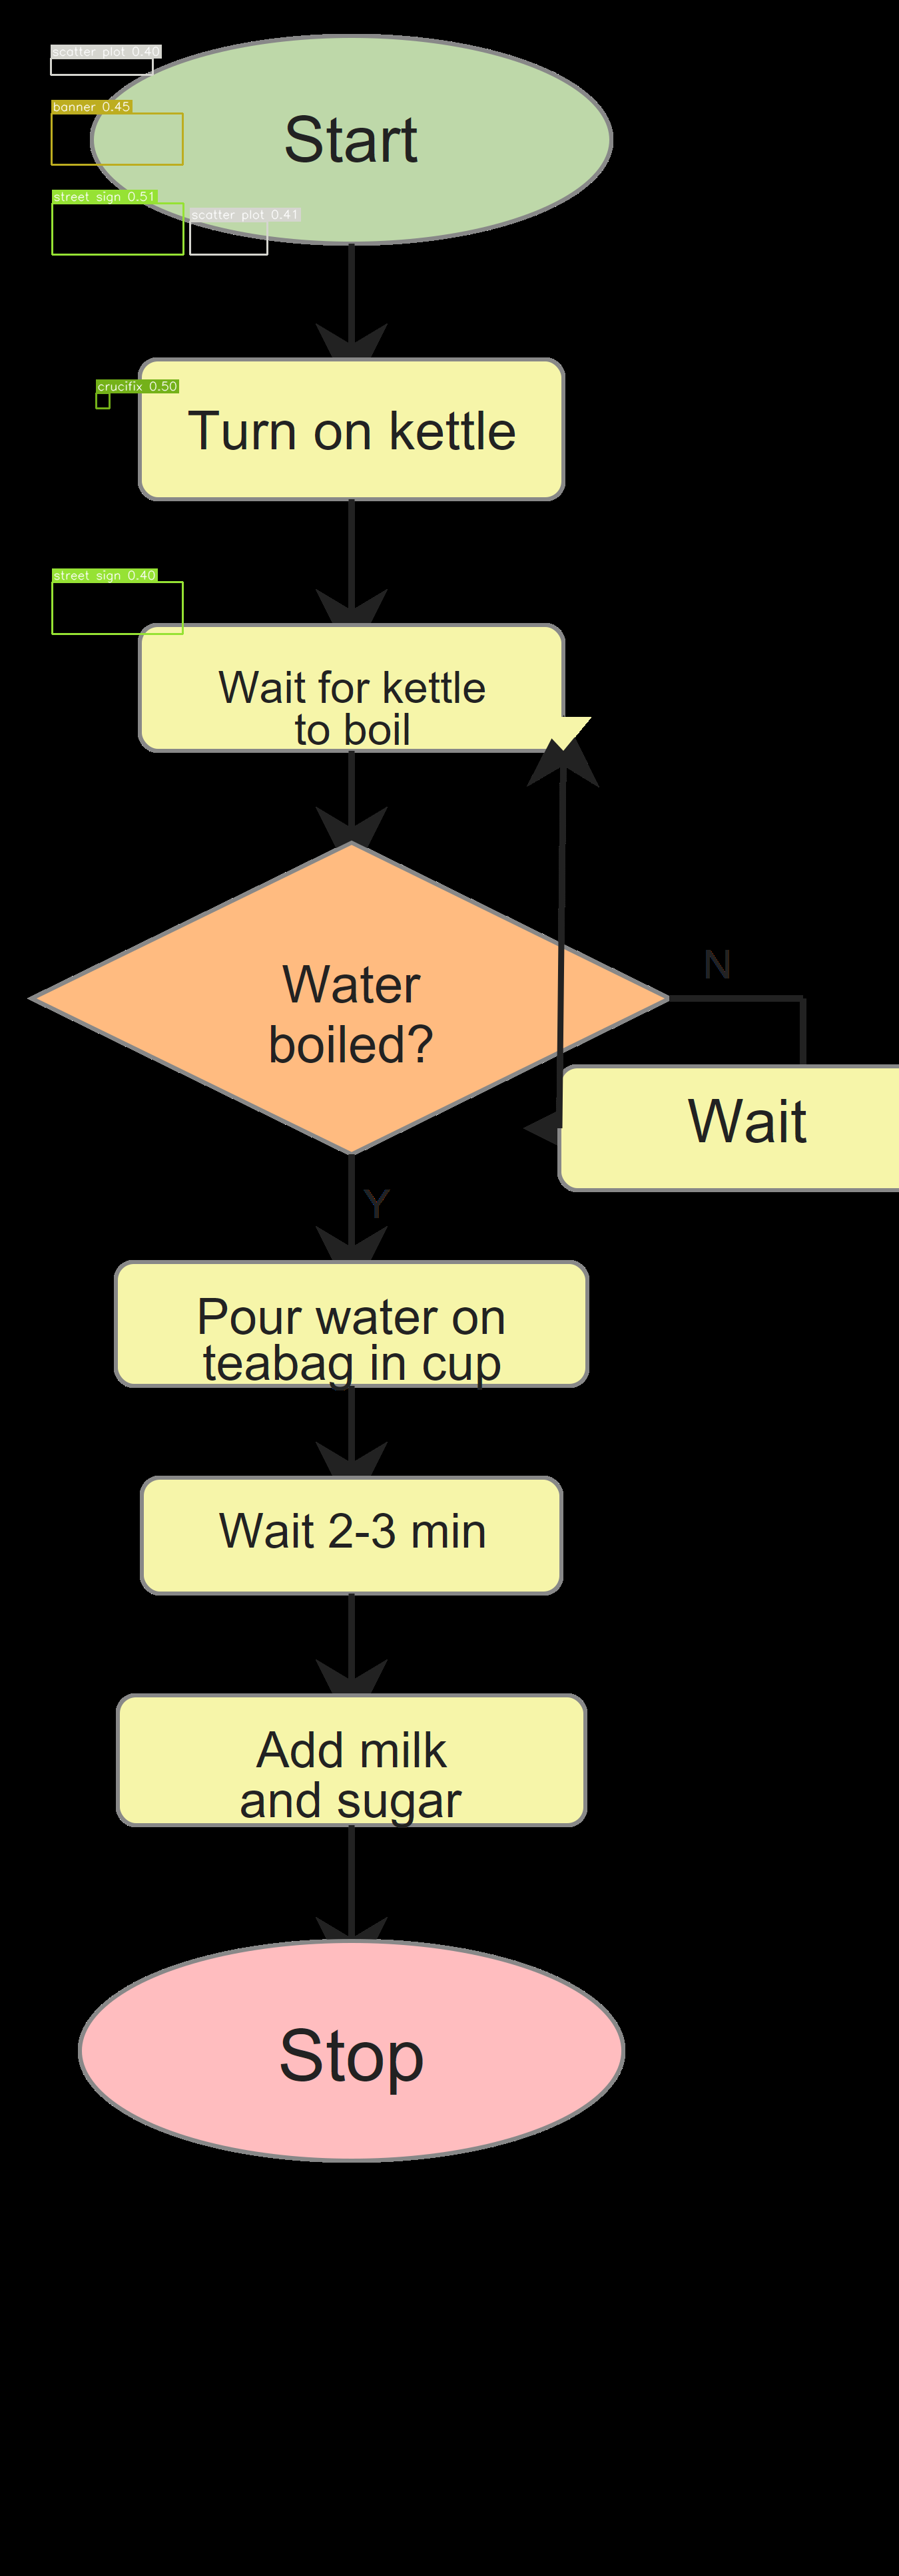 scatter plot 0.40
banner 0.45
Start
street sign 0.51
scatter plot 0.41
crucifix 0.50
Turn on kettle
street sign 0.40
Wait for kettle
to boil
Water
boiled?
N
Wait
Y
Pour water on
teabag in cup
Wait 2-3 min
Add milk
and sugar
Stop